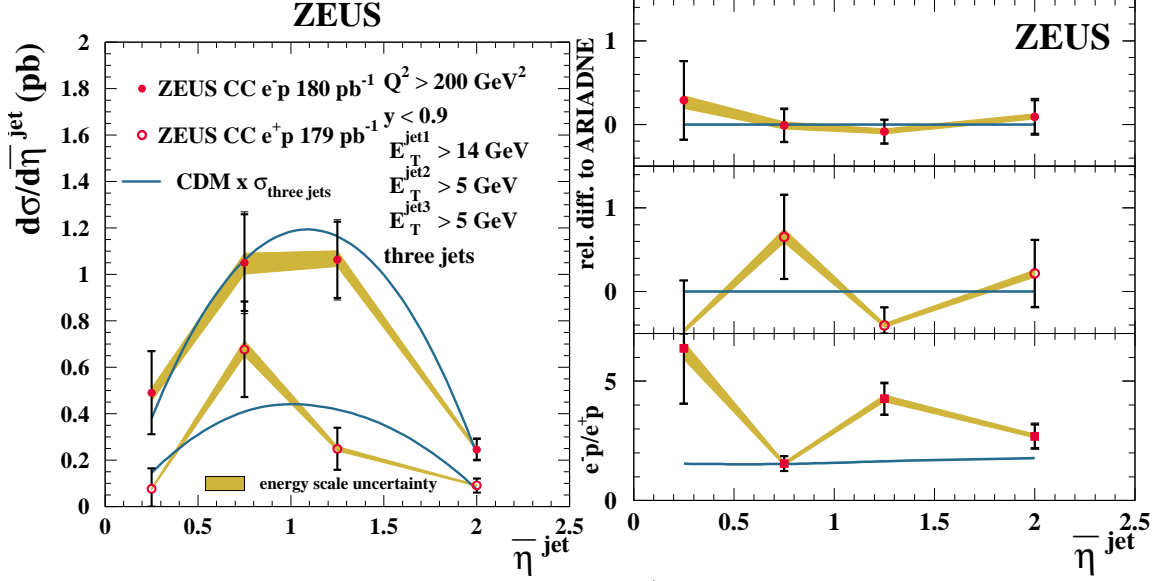 ZEUS
dσ/dη̅ jet (pb)
2
1.8
1.6
1.4
1.2
1
0.8
0.6
0.4
0.2
0
ZEUS CC e⁻p 180 pb⁻¹
ZEUS CC e⁺p 179 pb⁻¹
CDM x σ three jets
Q² > 200 GeV²
y < 0.9
E_T^jet1 > 14 GeV
E_T^jet2 > 5 GeV
E_T^jet3 > 5 GeV
three jets
energy scale uncertainty
0 0.5 1 1.5 2 2.5
η̅ jet
ZEUS
rel. diff. to ARIADNE
1
0
1
0
e⁻p/e⁺p
5
0
0 0.5 1 1.5 2 2.5
η̅ jet